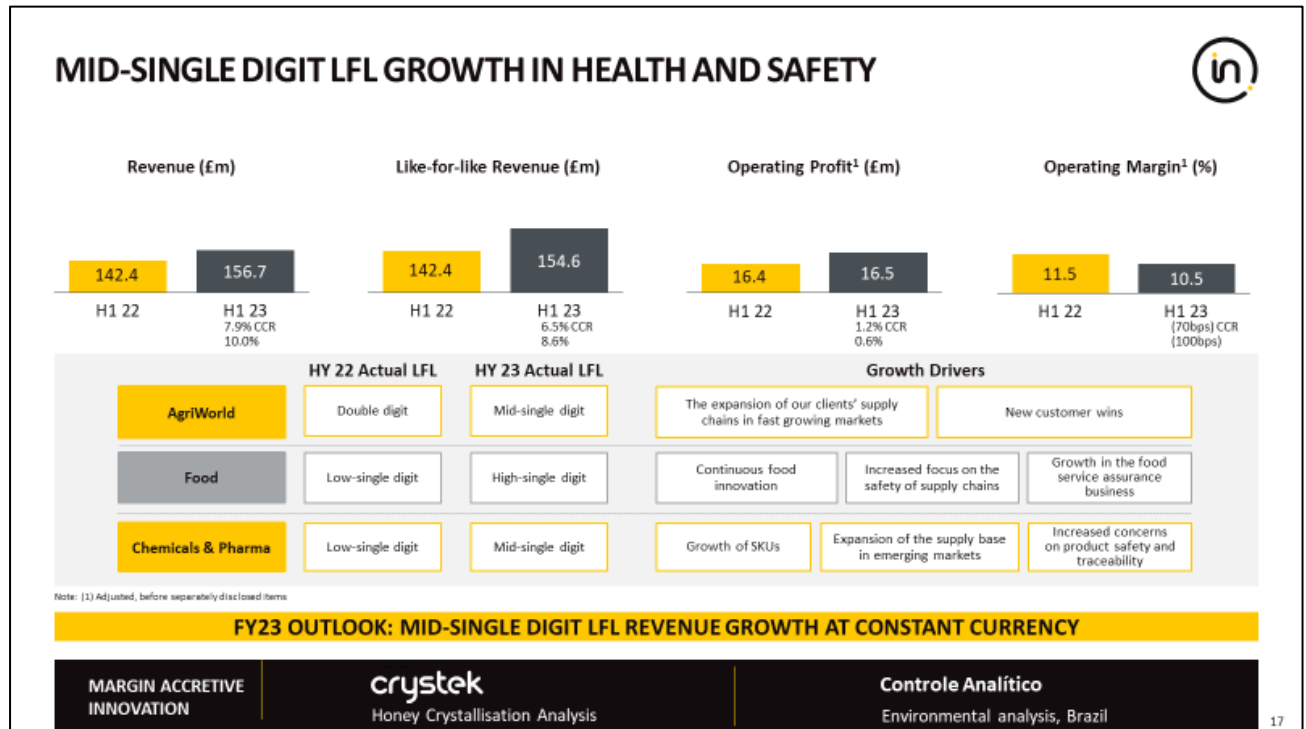 MID-SINGLE DIGIT LFL GROWTH IN HEALTH AND SAFETY
in
Revenue (£m)
Like-for-like Revenue (£m)
Operating Profit¹ (£m)
Operating Margin¹ (%)
142.4
156.7
142.4
154.6
16.4
16.5
11.5
10.5
H1 22
H1 23
7.9% CCR
10.0%
H1 22
H1 23
6.5% CCR
8.6%
H1 22
H1 23
1.2% CCR
0.6%
H1 22
H1 23
(70bps) CCR
(100bps)
HY 22 Actual LFL
HY 23 Actual LFL
Growth Drivers
AgriWorld
Double digit
Mid-single digit
The expansion of our clients' supply
chains in fast growing markets
New customer wins
Food
Low-single digit
High-single digit
Continuous food
innovation
Increased focus on the
safety of supply chains
Growth in the food
service assurance
business
Chemicals & Pharma
Low-single digit
Mid-single digit
Growth of SKUs
Expansion of the supply base
in emerging markets
Increased concerns
on product safety and
traceability
Note: (1) Adjusted, before separately disclosed items
FY23 OUTLOOK: MID-SINGLE DIGIT LFL REVENUE GROWTH AT CONSTANT CURRENCY
MARGIN ACCRETIVE
INNOVATION
crystek
Honey Crystallisation Analysis
Controle Analítico
Environmental analysis, Brazil
17